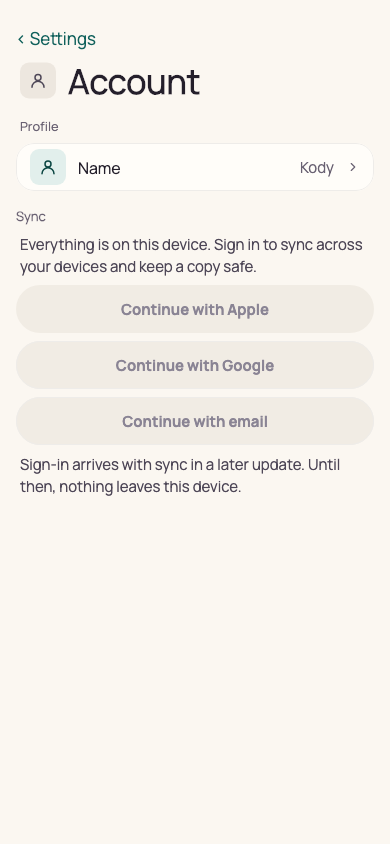 Settings
Account
Profile
Name Kody
Sync
Everything is on this device. Sign in to sync across
your devices and keep a copy safe.
Continue with Apple
Continue with Google
Continue with email
Sign-in arrives with sync in a later update. Until
then, nothing leaves this device.